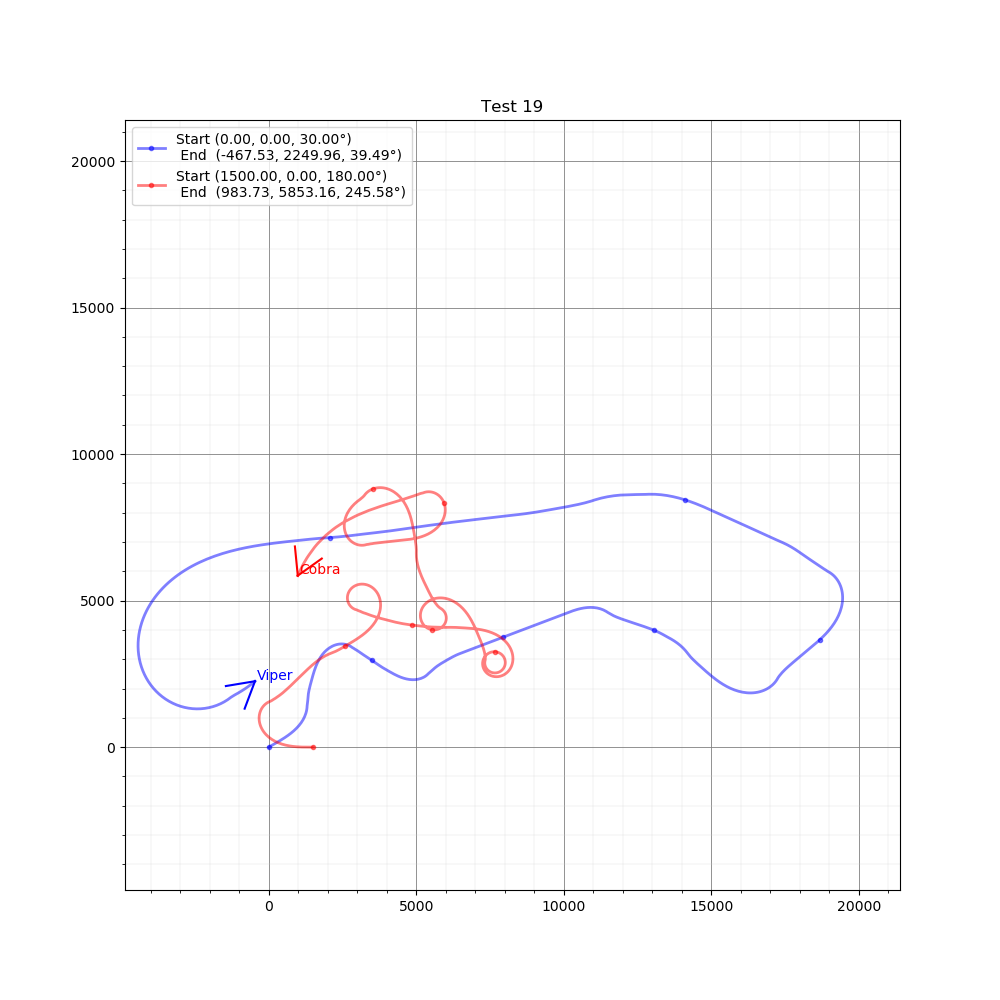 Test 19
Start (0.00, 0.00, 30.00°)
End  (-467.53, 2249.96, 39.49°)
Start (1500.00, 0.00, 180.00°)
End  (983.73, 5853.16, 245.58°)
20000
15000
10000
5000
0
Cobra
Viper
0
5000
10000
15000
20000